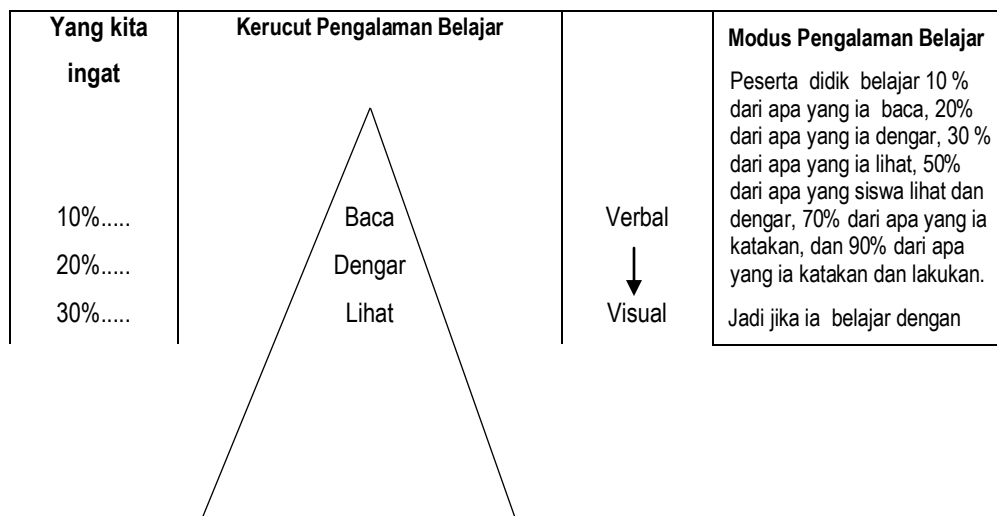 Yang kita
ingat
Kerucut Pengalaman Belajar
10%..... Baca Verbal
20%..... Dengar
30%..... Lihat Visual
Modus Pengalaman Belajar
Peserta didik belajar 10 %
dari apa yang ia baca, 20%
dari apa yang ia dengar, 30 %
dari apa yang ia lihat, 50%
dari apa yang siswa lihat dan
dengar, 70% dari apa yang ia
katakan, dan 90% dari apa
yang ia katakan dan lakukan.
Jadi jika ia belajar dengan